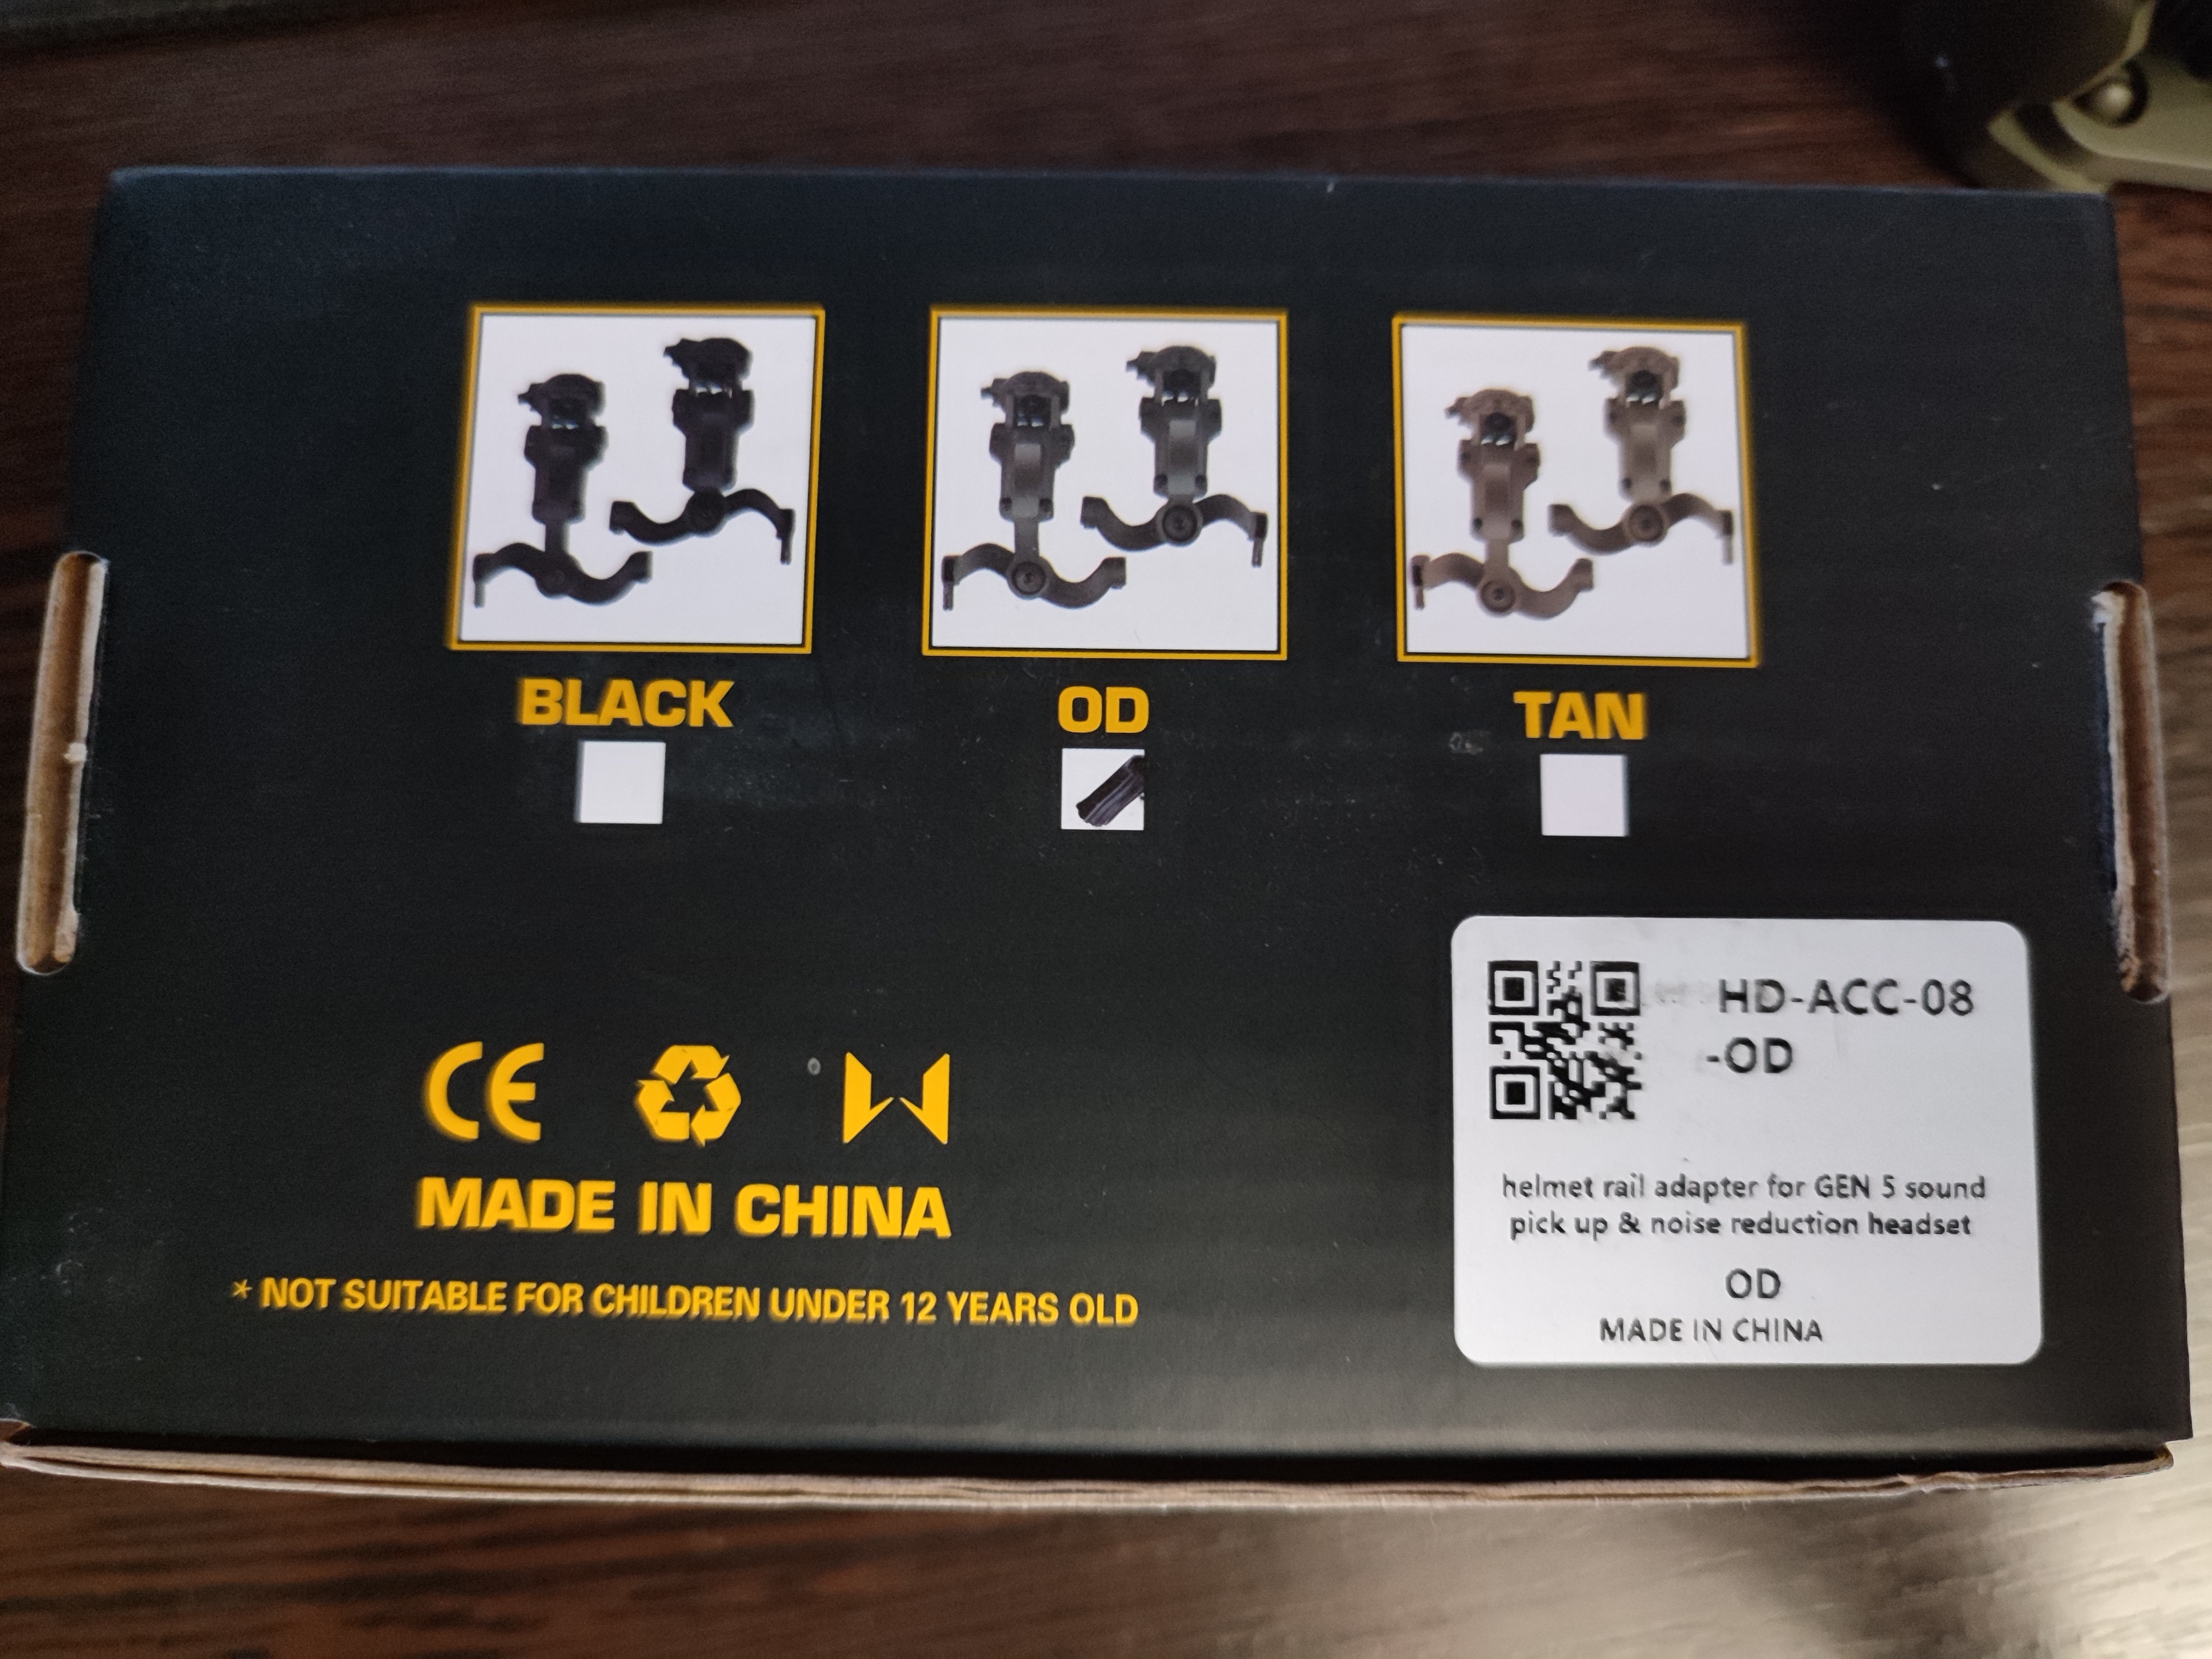 BLACK
OD
TAN
HD-ACC-08
-OD
helmet rail adapter for GEN 5 sound
pick up & noise reduction headset
OD
MADE IN CHINA
CE
MADE IN CHINA
* NOT SUITABLE FOR CHILDREN UNDER 12 YEARS OLD